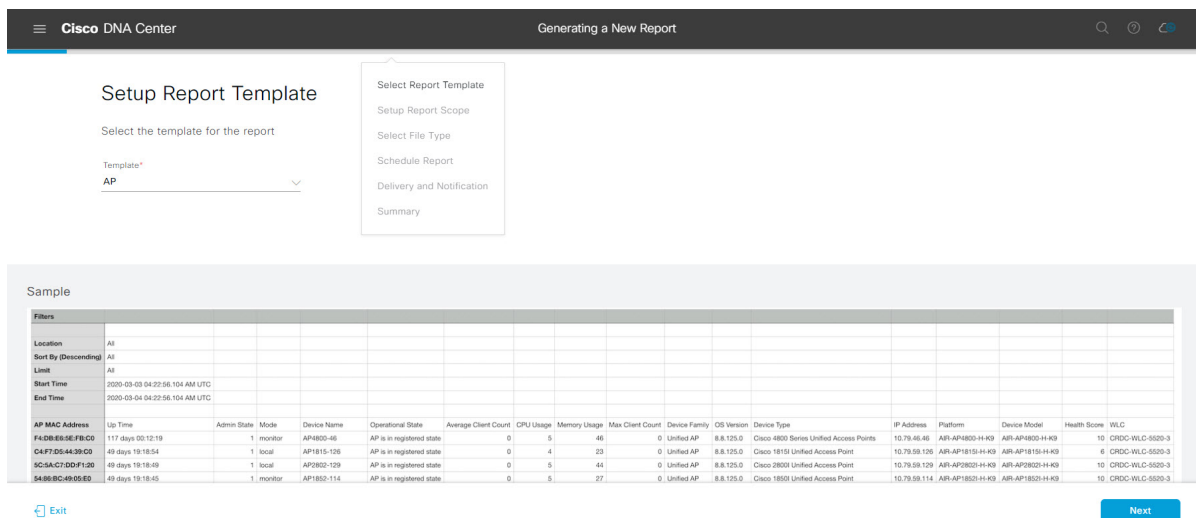 Cisco DNA Center
Generating a New Report
Setup Report Template
Select the template for the report
Template*
AP
Select Report Template
Setup Report Scope
Select File Type
Schedule Report
Delivery and Notification
Summary
Sample
Filters
Location All
Sort By (Descending) All
Limit All
Start Time 2020-03-03 04:22:56.104 AM UTC
End Time 2020-03-04 04:22:56.104 AM UTC
AP MAC Address Up Time Admin State Mode Device Name Operational State Average Client Count CPU Usage Memory Usage Max Client Count Device Family OS Version Device Type IP Address Platform Device Model Health Score WLC
F4:DB:E6:5E:FB:C0 117 days 00:12:19 1 monitor AP4800-46 AP is in registered state 0 5 46 0 Unified AP 8.8.125.0 Cisco 4800 Series Unified Access Points 10.79.46.46 AIR-AP4800-H-K9 AIR-AP4800-H-K9 10 CRDC-WLC-5520-3
C4:F7:D5:44:39:C0 49 days 19:18:54 1 local AP1815-126 AP is in registered state 0 4 23 0 Unified AP 8.8.125.0 Cisco 1815I Unified Access Point 10.79.59.126 AIR-AP1815I-H-K9 AIR-AP1815I-H-K9 6 CRDC-WLC-5520-3
5C:5A:C7:DD:F1:20 49 days 19:18:49 1 local AP2802-129 AP is in registered state 0 5 44 0 Unified AP 8.8.125.0 Cisco 2800I Unified Access Point 10.79.59.129 AIR-AP2802I-H-K9 AIR-AP2802I-H-K9 10 CRDC-WLC-5520-3
54:66:BC:49:05:E0 49 days 19:18:45 1 monitor AP1852-114 AP is in registered state 0 5 27 0 Unified AP 8.8.125.0 Cisco 1850I Unified Access Point 10.79.59.114 AIR-AP1852I-H-K9 AIR-AP1852I-H-K9 10 CRDC-WLC-5520-3
Exit
Next